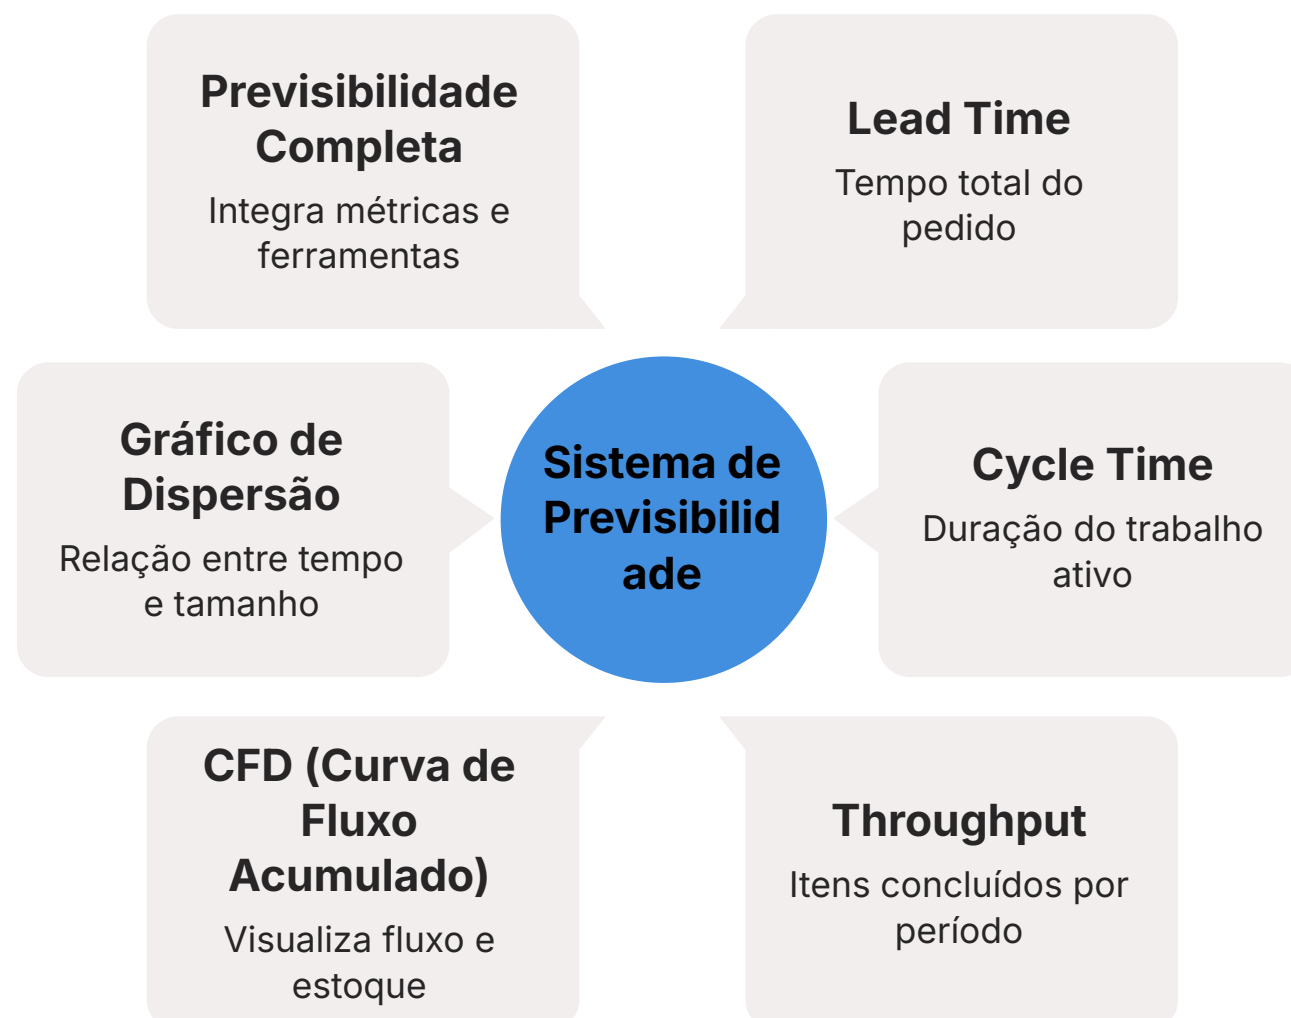 Previsibilidade
Completa
Integra métricas e
ferramentas
Lead Time
Tempo total do
pedido
Gráfico de
Dispersão
Relação entre tempo
e tamanho
Sistema de
Previsibilid
ade
Cycle Time
Duração do trabalho
ativo
CFD (Curva de
Fluxo
Acumulado)
Visualiza fluxo e
estoque
Throughput
Itens concluídos por
período